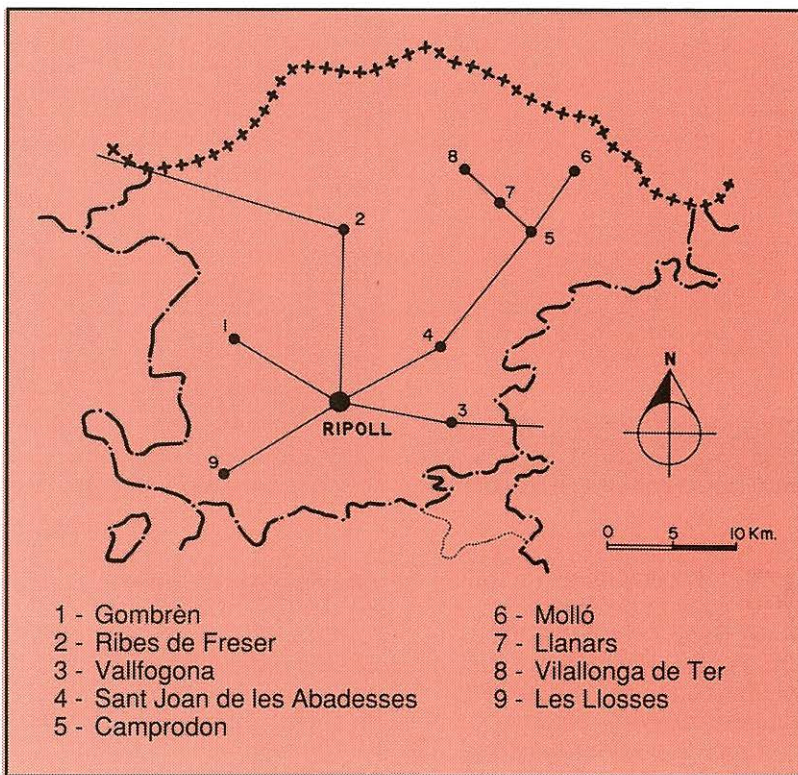 8
6
7
2
5
1
4
N
3
RIPOLL
9
0 5 10 Km.
1 - Gombrèn
2 - Ribes de Freser
3 - Vallfogona
4 - Sant Joan de les Abadesses
5 - Camprodon
6 - Molló
7 - Llanars
8 - Vilallonga de Ter
9 - Les Llosses